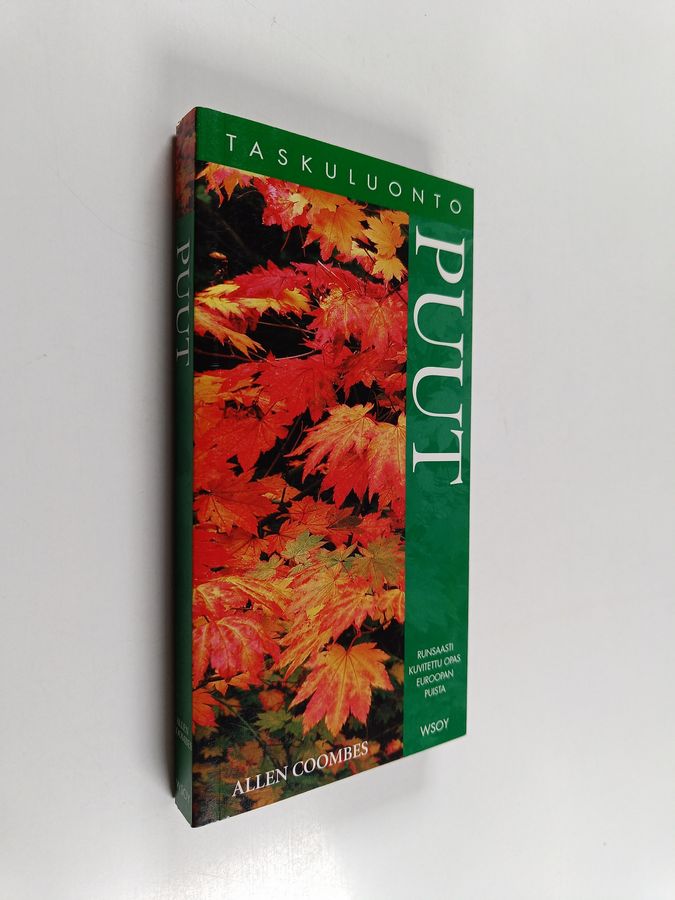 TASKULUONTO
PUUT
RUNSAASTI
KUVITETTU OPAS
EUROOPAN
PUISTA
WSOY
ALLEN COOMBES
PUUT
ALLEN
COOMBES
WSOY